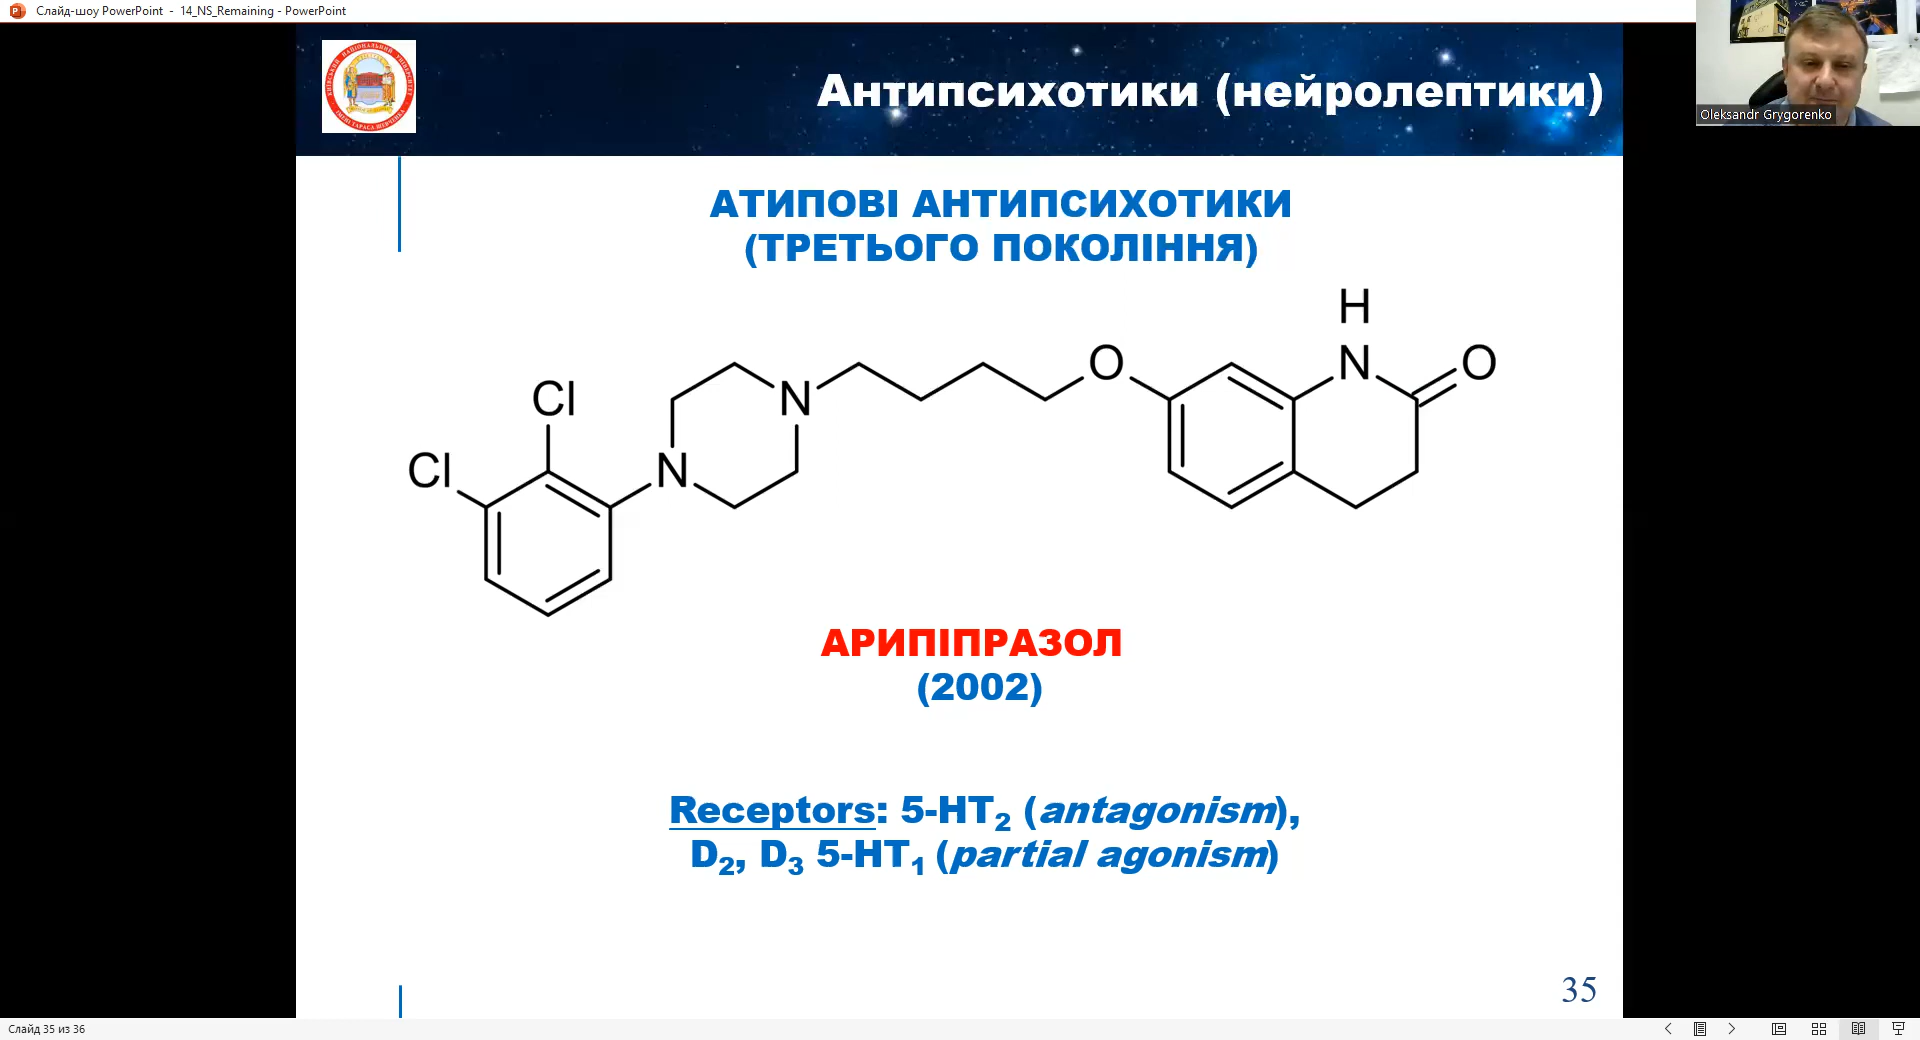 Слайд-шоу PowerPoint - 14_NS_Remaining - PowerPoint
Антипсихотики (нейролептики)
Oleksandr Grygorenko
АТИПОВІ АНТИПСИХОТИКИ
(ТРЕТЬОГО ПОКОЛІННЯ)
H
N
O
O
Cl
N
Cl
N
АРИПІПРАЗОЛ
(2002)
Receptors: 5-HT2 (antagonism),
D2, D3 5-HT1 (partial agonism)
35
Слайд 35 из 36